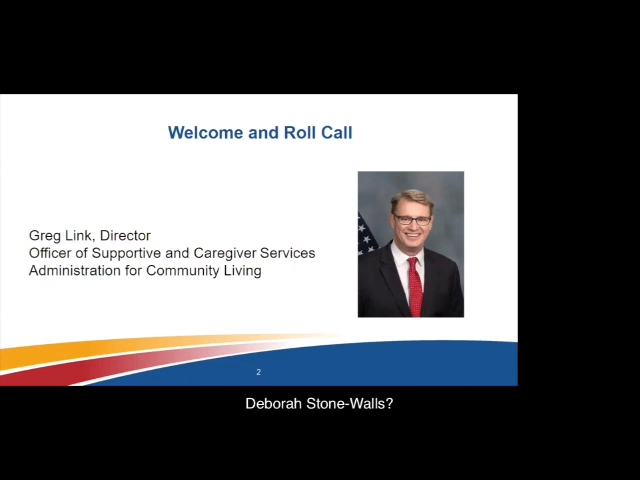 Welcome and Roll Call
Greg Link, Director
Officer of Supportive and Caregiver Services
Administration for Community Living
2
Deborah Stone-Walls?